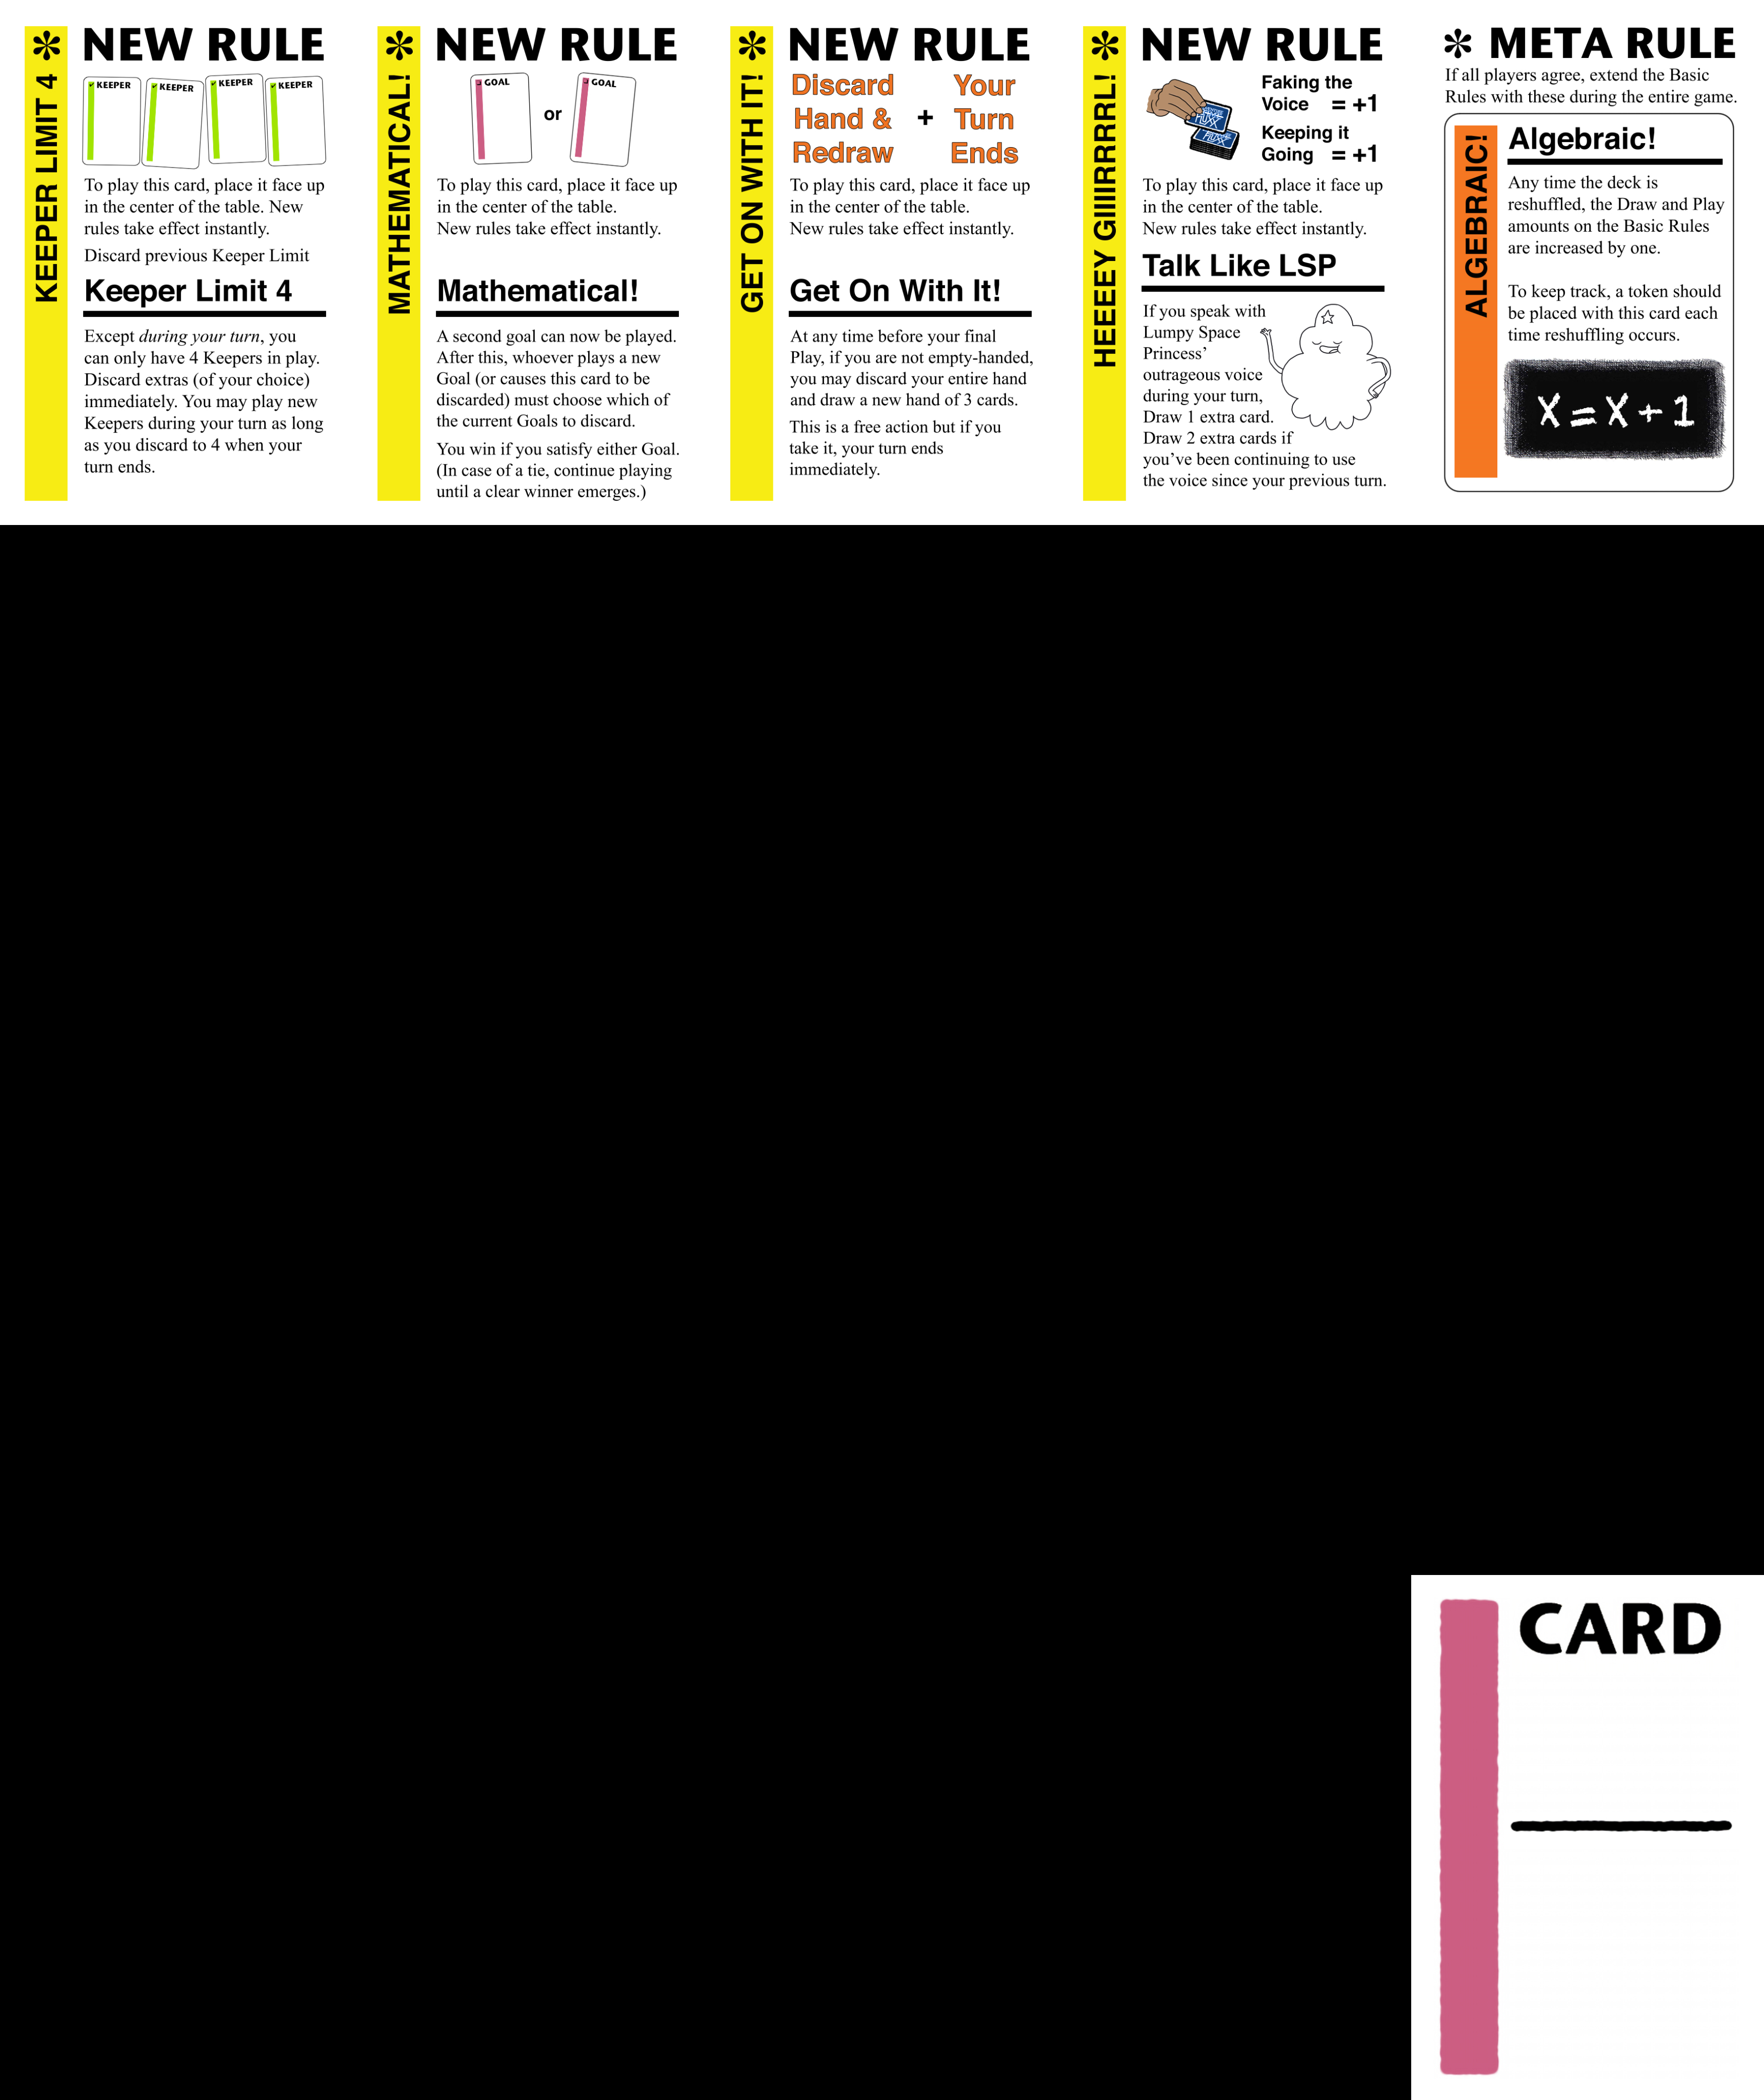 KEEPER LIMIT 4
NEW RULE
KEEPER
KEEPER
KEEPER
KEEPER
To play this card, place it face up
in the center of the table. New
rules take effect instantly.
Discard previous Keeper Limit
Keeper Limit 4
Except during your turn, you
can only have 4 Keepers in play.
Discard extras (of your choice)
immediately. You may play new
Keepers during your turn as long
as you discard to 4 when your
turn ends.
MATHEMATICAL!
NEW RULE
GOAL
or
GOAL
To play this card, place it face up
in the center of the table.
New rules take effect instantly.
Mathematical!
A second goal can now be played.
After this, whoever plays a new
Goal (or causes this card to be
discarded) must choose which of
the current Goals to discard.
You win if you satisfy either Goal.
(In case of a tie, continue playing
until a clear winner emerges.)
GET ON WITH IT!
NEW RULE
Discard
Hand &
Redraw
+
Your
Turn
Ends
To play this card, place it face up
in the center of the table.
New rules take effect instantly.
Get On With It!
At any time before your final
Play, if you are not empty-handed,
you may discard your entire hand
and draw a new hand of 3 cards.
This is a free action but if you
take it, your turn ends
immediately.
HEEEEY GIIIIRRRRL!
NEW RULE
FLUXX
FLUXX
Faking the
Voice = +1
Keeping it
Going = +1
To play this card, place it face up
in the center of the table.
New rules take effect instantly.
Talk Like LSP
If you speak with
Lumpy Space
Princess’
outrageous voice
during your turn,
Draw 1 extra card.
Draw 2 extra cards if
you’ve been continuing to use
the voice since your previous turn.
META RULE
If all players agree, extend the Basic
Rules with these during the entire game.
ALGEBRAIC!
Algebraic!
Any time the deck is
reshuffled, the Draw and Play
amounts on the Basic Rules
are increased by one.
To keep track, a token should
be placed with this card each
time reshuffling occurs.
X = X + 1
CARD